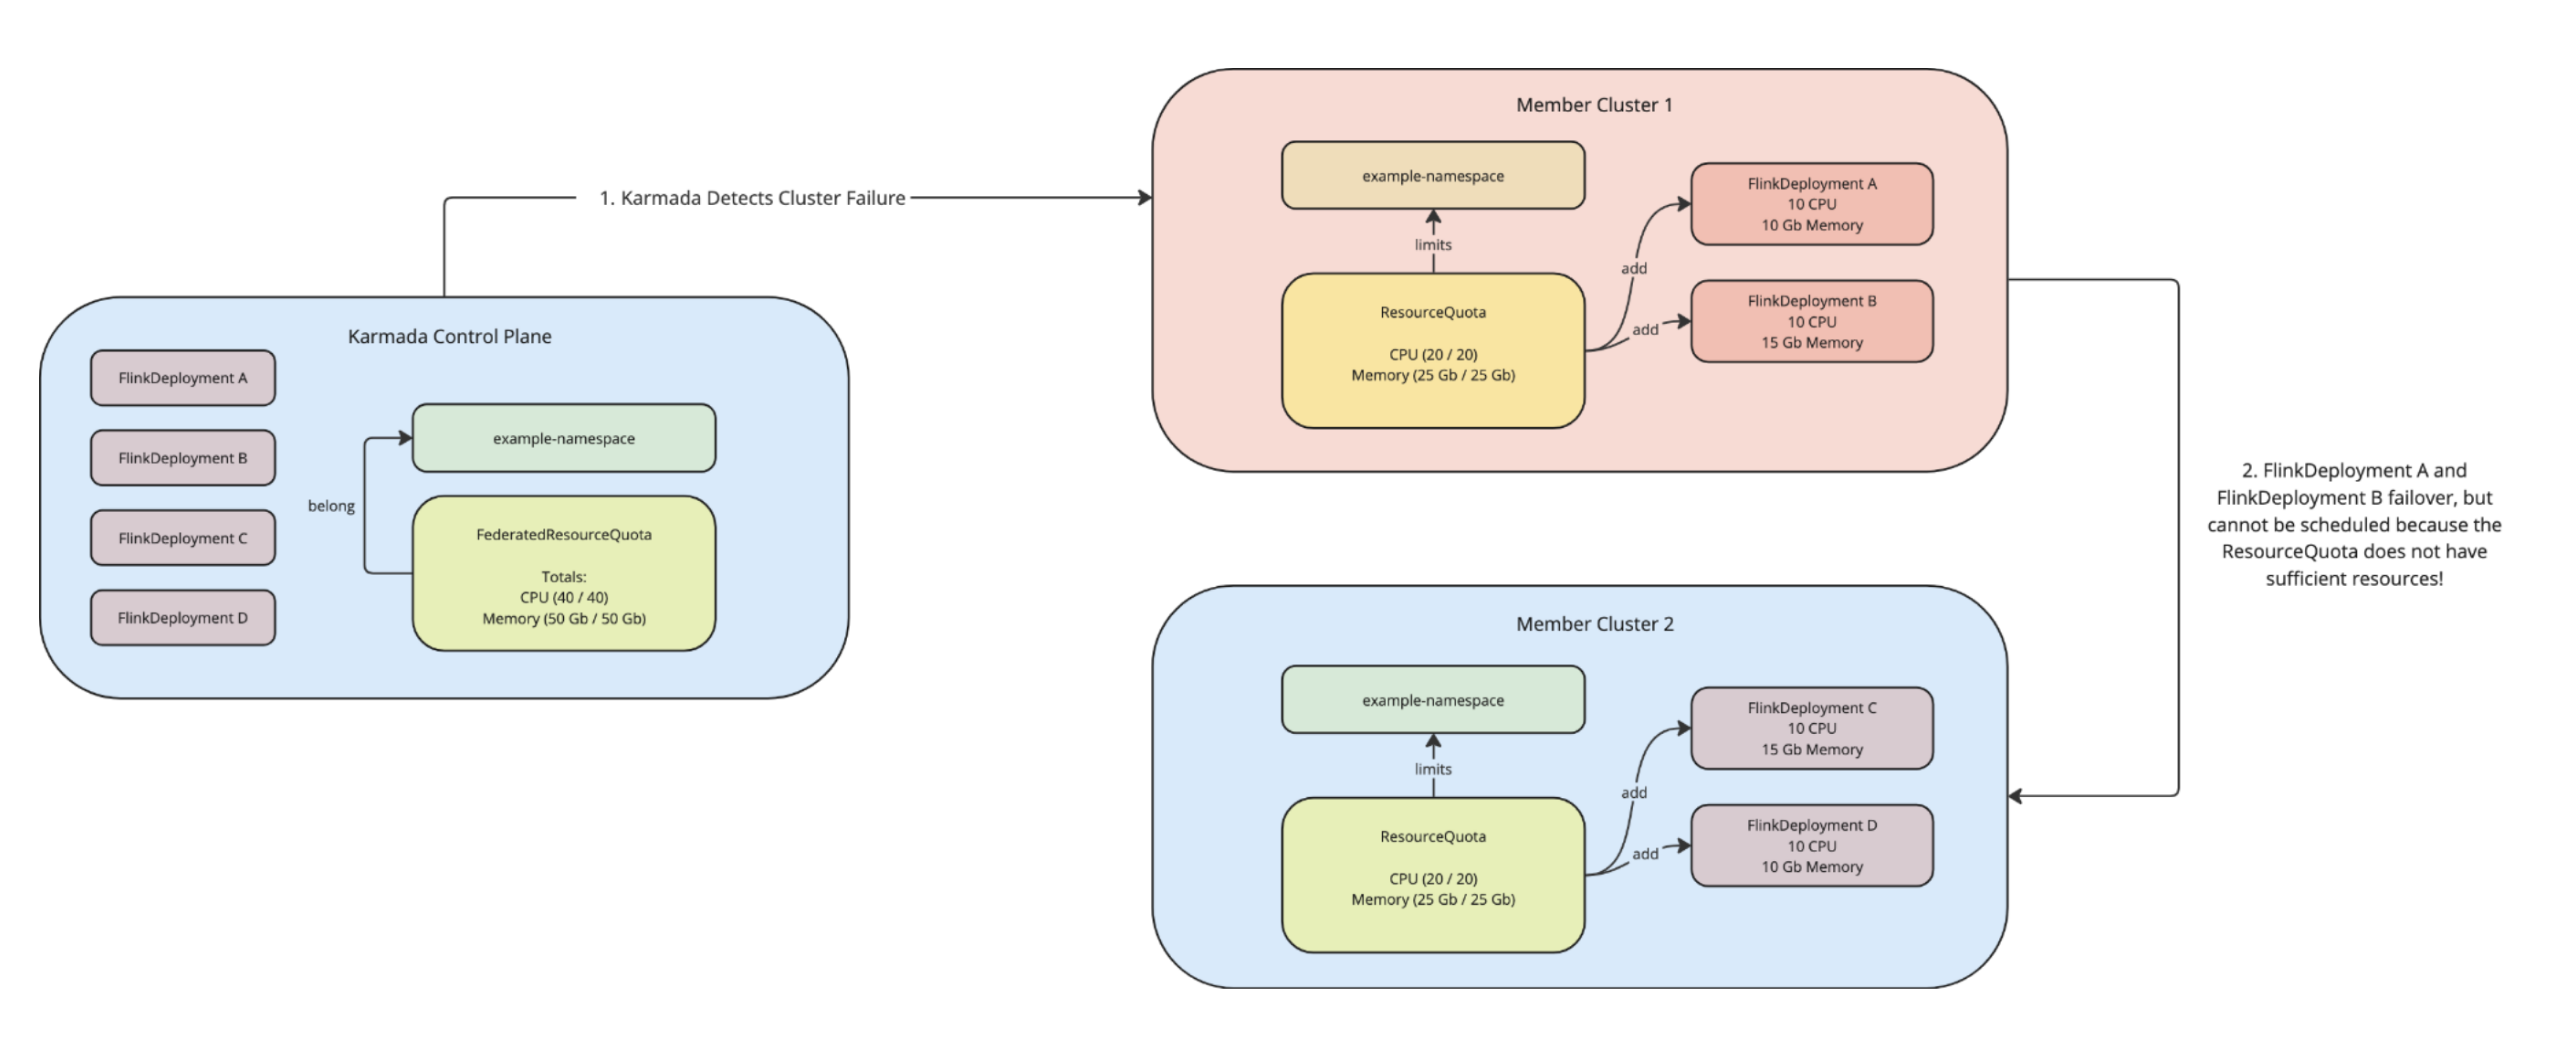 1. Karmada Detects Cluster Failure
Karmada Control Plane
FlinkDeployment A
FlinkDeployment B
FlinkDeployment C
FlinkDeployment D
example-namespace
belong
FederatedResourceQuota
Totals:
CPU (40 / 40)
Memory (50 Gb / 50 Gb)
Member Cluster 1
example-namespace
limits
ResourceQuota
CPU (20 / 20)
Memory (25 Gb / 25 Gb)
add
add
FlinkDeployment A
10 CPU
10 Gb Memory
FlinkDeployment B
10 CPU
15 Gb Memory
2. FlinkDeployment A and
FlinkDeployment B failover, but
cannot be scheduled because the
ResourceQuota does not have
sufficient resources!
Member Cluster 2
example-namespace
limits
ResourceQuota
CPU (20 / 20)
Memory (25 Gb / 25 Gb)
add
add
FlinkDeployment C
10 CPU
15 Gb Memory
FlinkDeployment D
10 CPU
10 Gb Memory